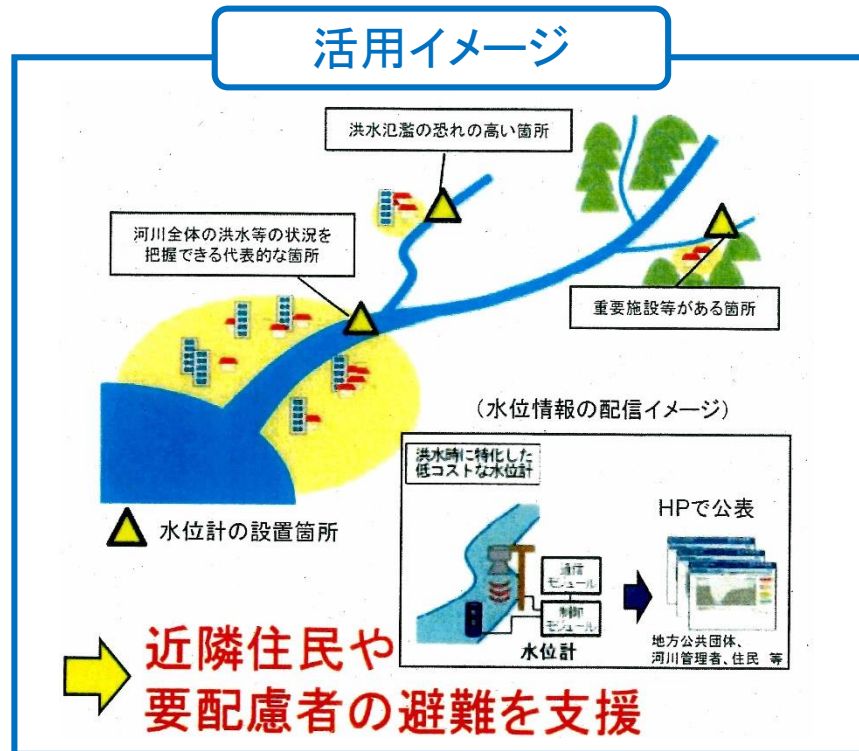 活用イメージ
洪水氾濫の恐れの高い箇所
河川全体の洪水等の状況を
把握できる代表的な箇所
重要施設等がある箇所
(水位情報の配信イメージ)
洪水時に特化した
低コストな水位計
HPで公表
通信
モジュール
制御
モジュール
水位計
地方公共団体、
河川管理者、住民 等
水位計の設置箇所
近隣住民や
要配慮者の避難を支援